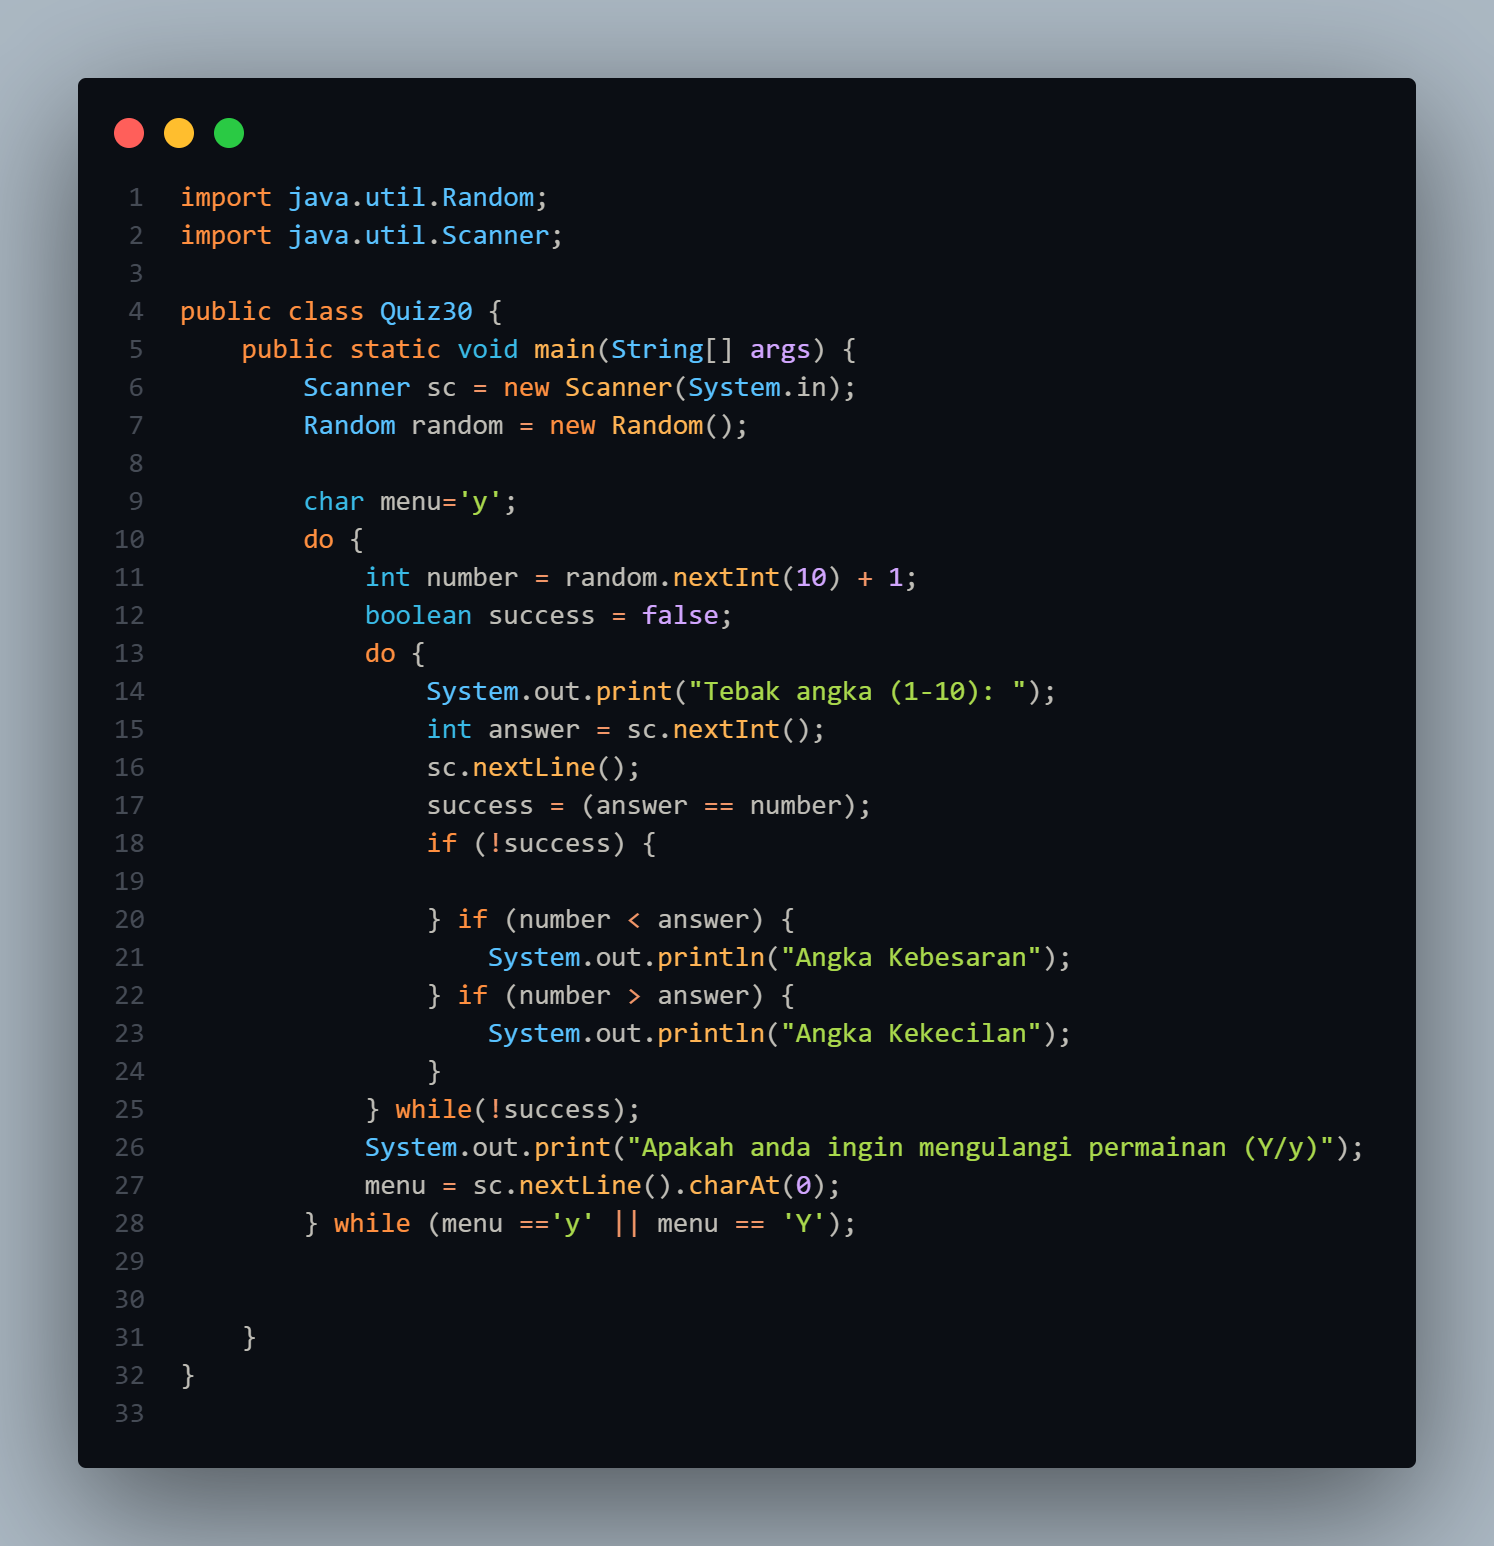 1 import java.util.Random;
2 import java.util.Scanner;
3
4 public class Quiz30 {
5     public static void main(String[] args) {
6         Scanner sc = new Scanner(System.in);
7         Random random = new Random();
8
9         char menu='y';
10         do {
11             int number = random.nextInt(10) + 1;
12             boolean success = false;
13             do {
14                 System.out.print("Tebak angka (1-10): ");
15                 int answer = sc.nextInt();
16                 sc.nextLine();
17                 success = (answer == number);
18                 if (!success) {
19
20                 } if (number < answer) {
21                     System.out.println("Angka Kebesaran");
22                 } if (number > answer) {
23                     System.out.println("Angka Kekecilan");
24                 }
25             } while(!success);
26             System.out.print("Apakah anda ingin mengulangi permainan (Y/y)");
27             menu = sc.nextLine().charAt(0);
28         } while (menu =='y' || menu == 'Y');
29
30
31     }
32 }
33